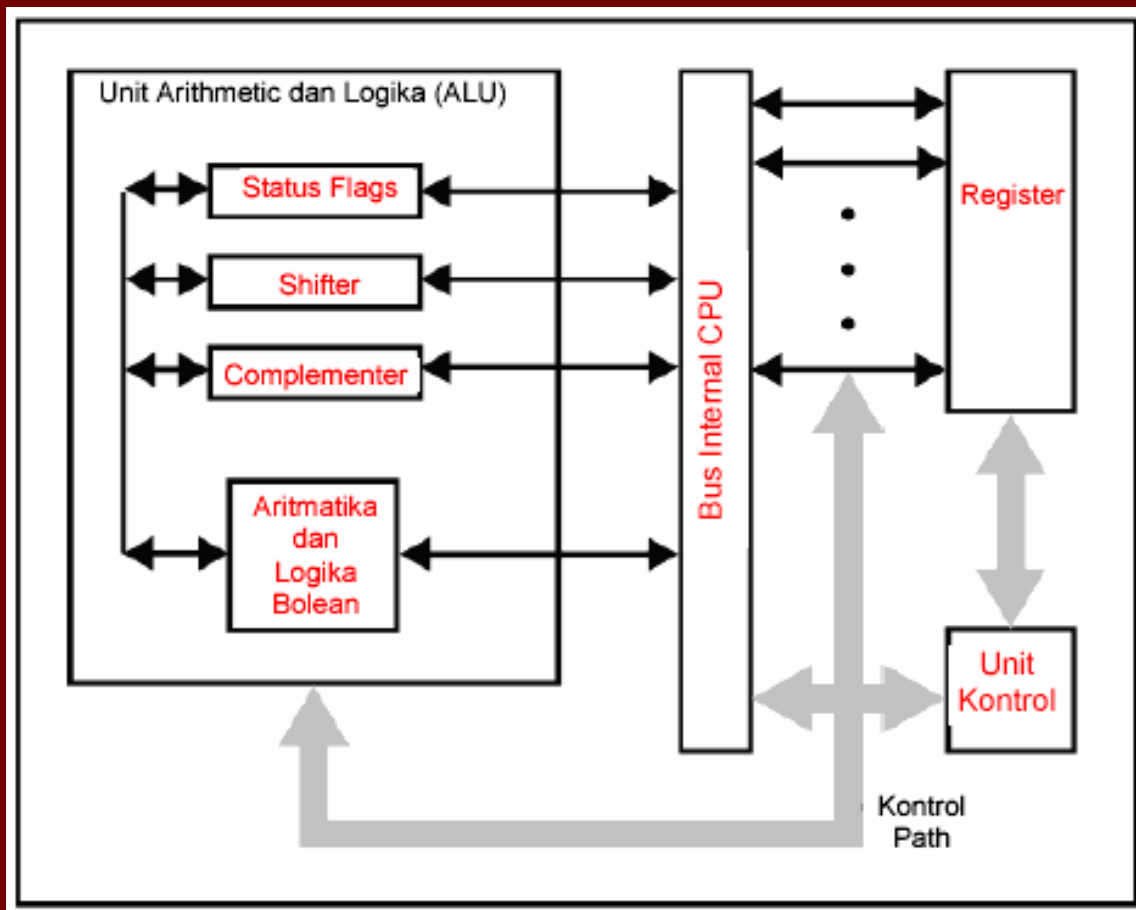 Unit Arithmetic dan Logika (ALU)
Status Flags
Shifter
Complementer
Aritmatika
dan
Logika
Bolean
Bus Internal CPU
Register
Unit
Kontrol
Kontrol
Path